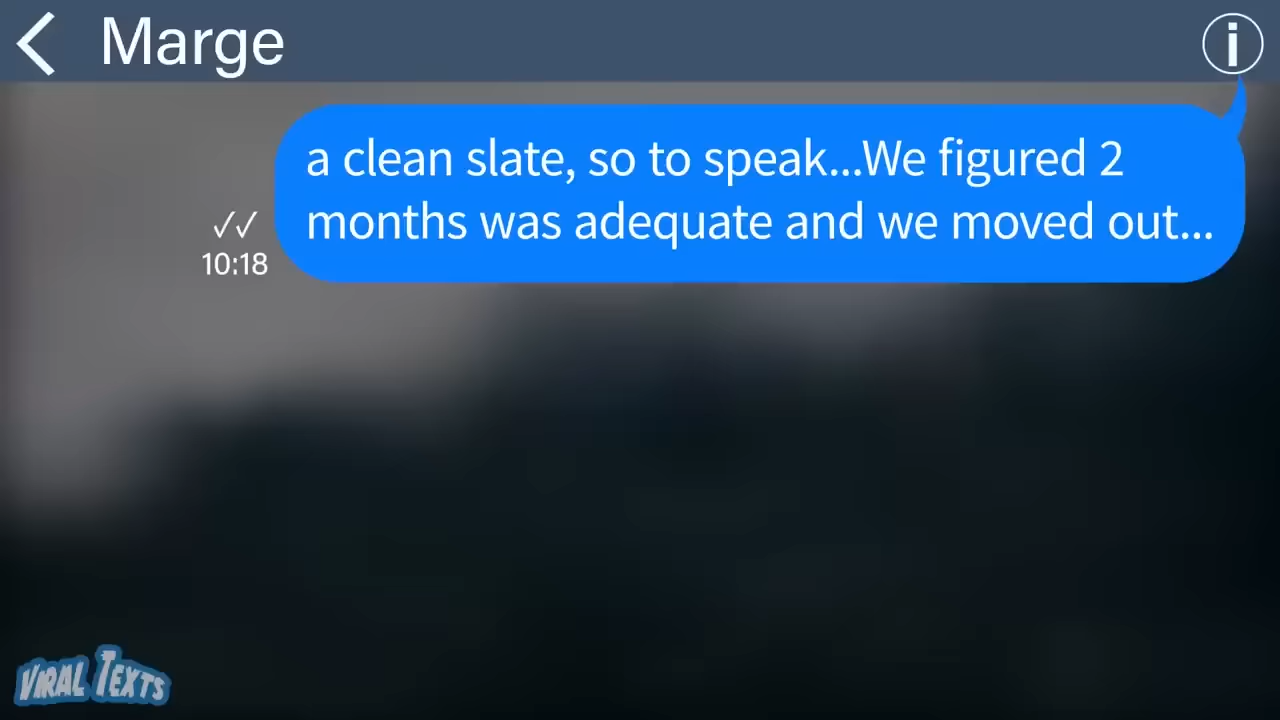 Marge
a clean slate, so to speak...We figured 2
months was adequate and we moved out...
10:18
VIRAL TEXTS